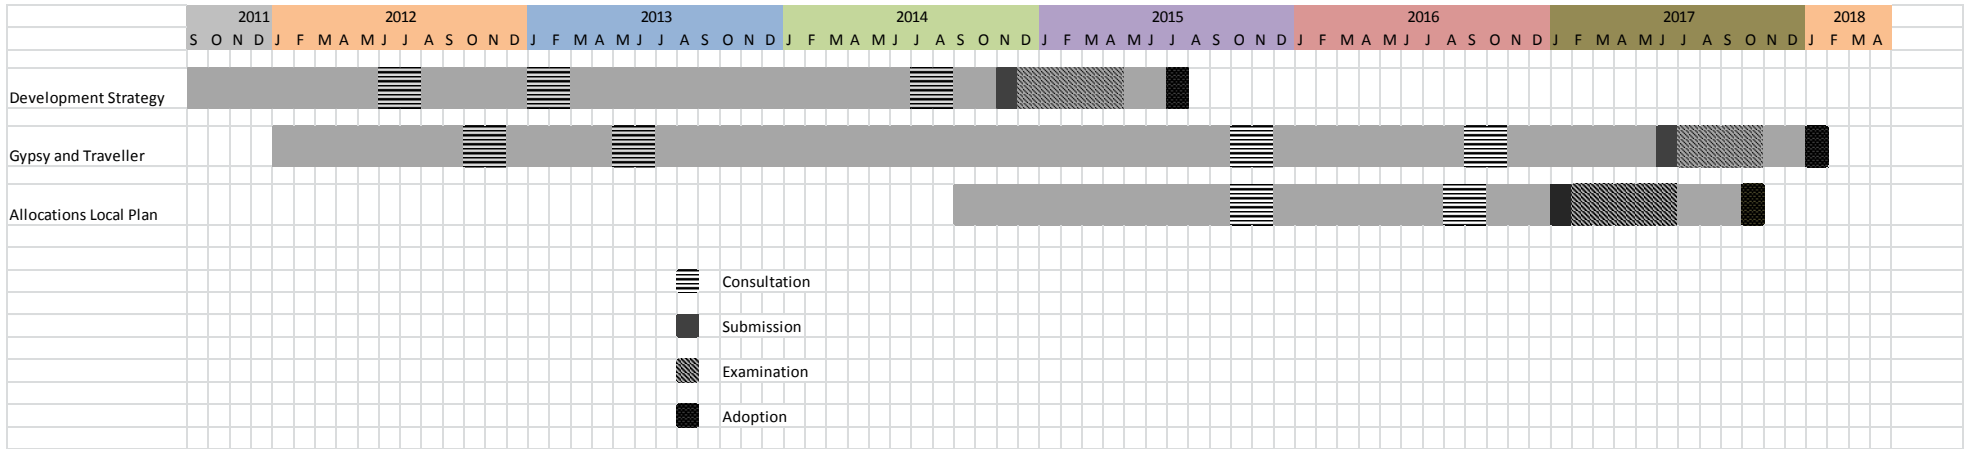 2011 2012 2013 2014 2015 2016 2017 2018
S O N D J F M A M J J A S O N D J F M A M J J A S O N D J F M A M J J A S O N D J F M A M J J A S O N D J F M A M J J A S O N D J F M A M J J A S O N D J F M A
Development Strategy
Gypsy and Traveller
Allocations Local Plan
Consultation
Submission
Examination
Adoption